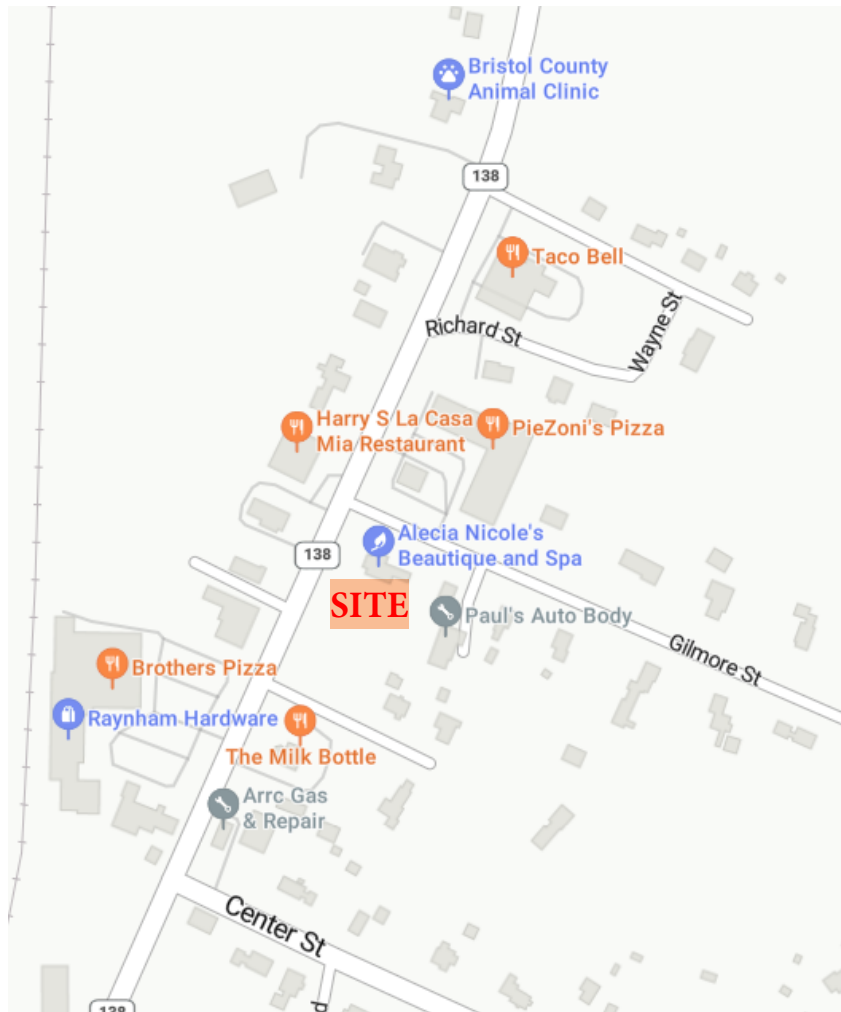 Bristol County
Animal Clinic
138
Taco Bell
Wayne St
Richard St
Harry S La Casa
Mia Restaurant
PieZoni's Pizza
Alecia Nicole's
Beautique and Spa
138
SITE
Paul's Auto Body
Gilmore St
Brothers Pizza
Raynham Hardware
The Milk Bottle
Arrc Gas
& Repair
Center St
138